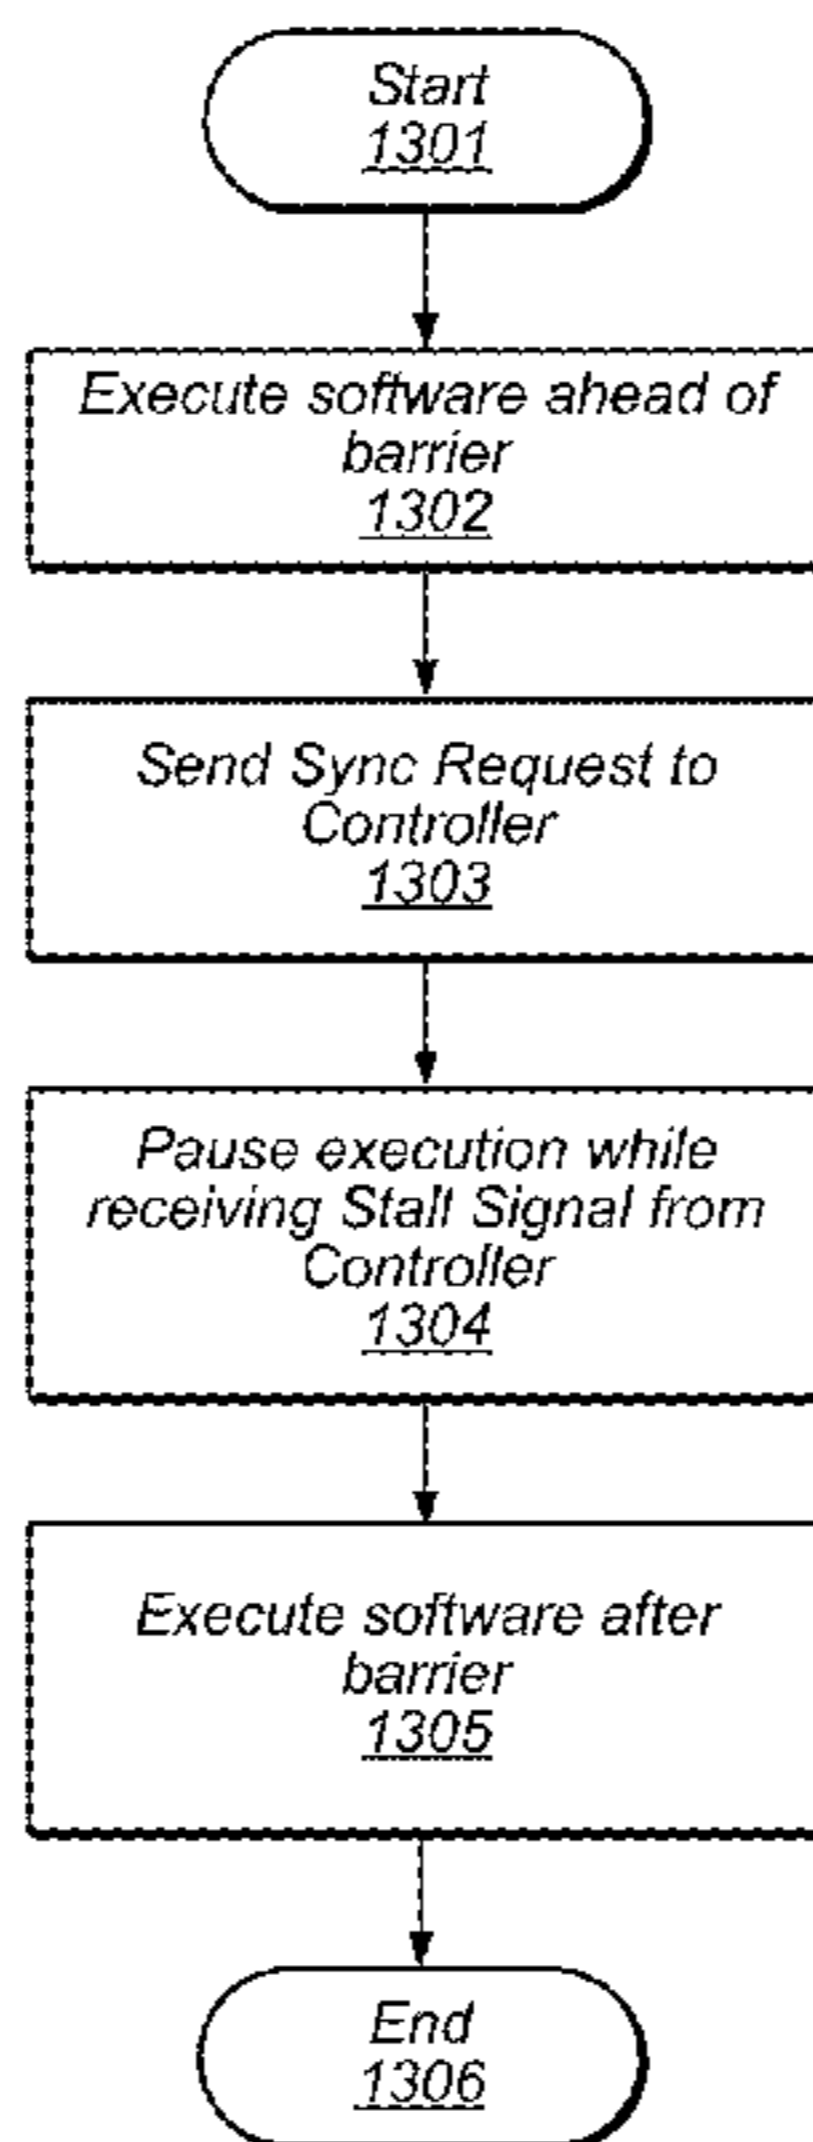 Start
1301
Execute software ahead of
barrier
1302
Send Sync Request to
Controller
1303
Pause execution while
receiving Stall Signal from
Controller
1304
Execute software after
barrier
1305
End
1306